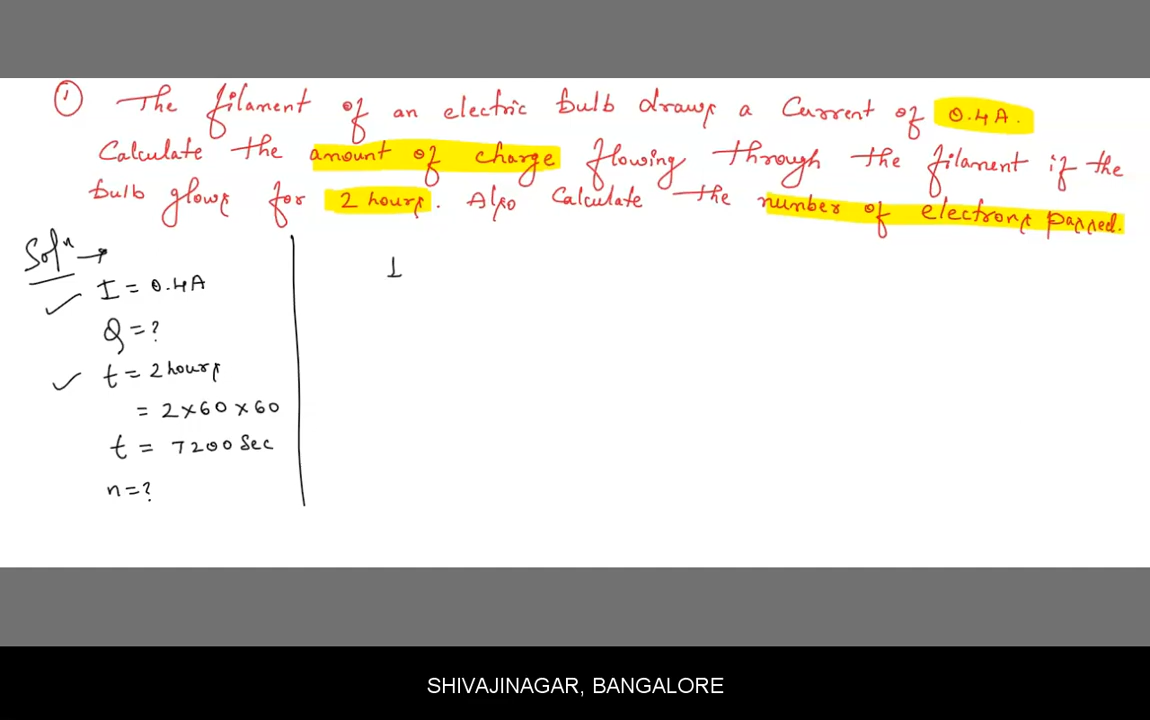 ① The filament of an electric bulb draws a current of 0.4A.
Calculate the amount of charge flowing through the filament if the
bulb glows for 2 hours. Also calculate the number of electrons passed.
Solⁿ →
✓ I = 0.4A
Q = ?
✓ t = 2 hours
= 2×60×60
t = 7200 Sec
n = ?
I
SHIVAJINAGAR, BANGALORE